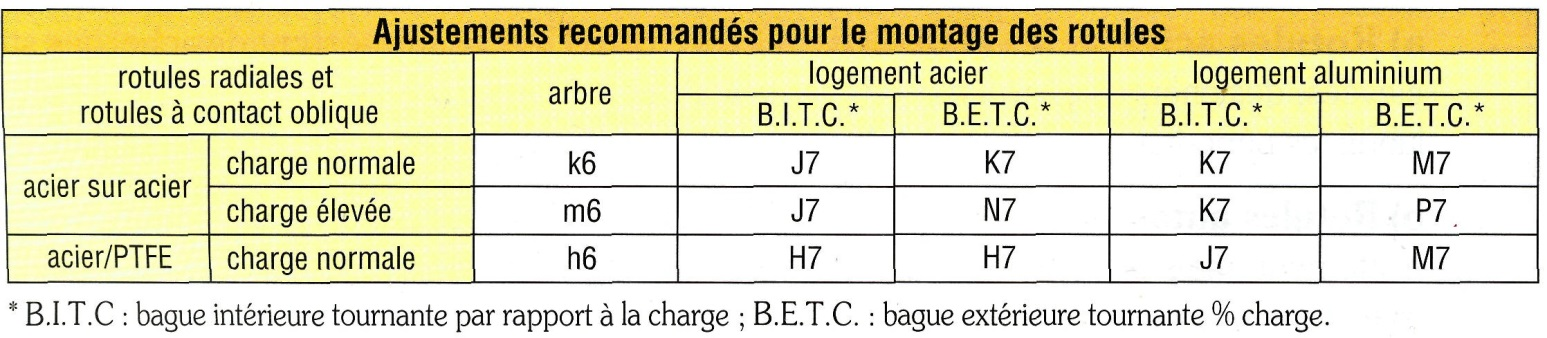 Ajustements recommandés pour le montage des rotules
rotules radiales et
rotules à contact oblique
arbre
logement acier
logement aluminium
B.I.T.C.*
B.E.T.C.*
B.I.T.C.*
B.E.T.C.*
acier sur acier
charge normale
k6
J7
K7
K7
M7
charge élevée
m6
J7
N7
K7
P7
acier/PTFE
charge normale
h6
H7
H7
J7
M7
* B.I.T.C : bague intérieure tournante par rapport à la charge ; B.E.T.C. : bague extérieure tournante % charge.